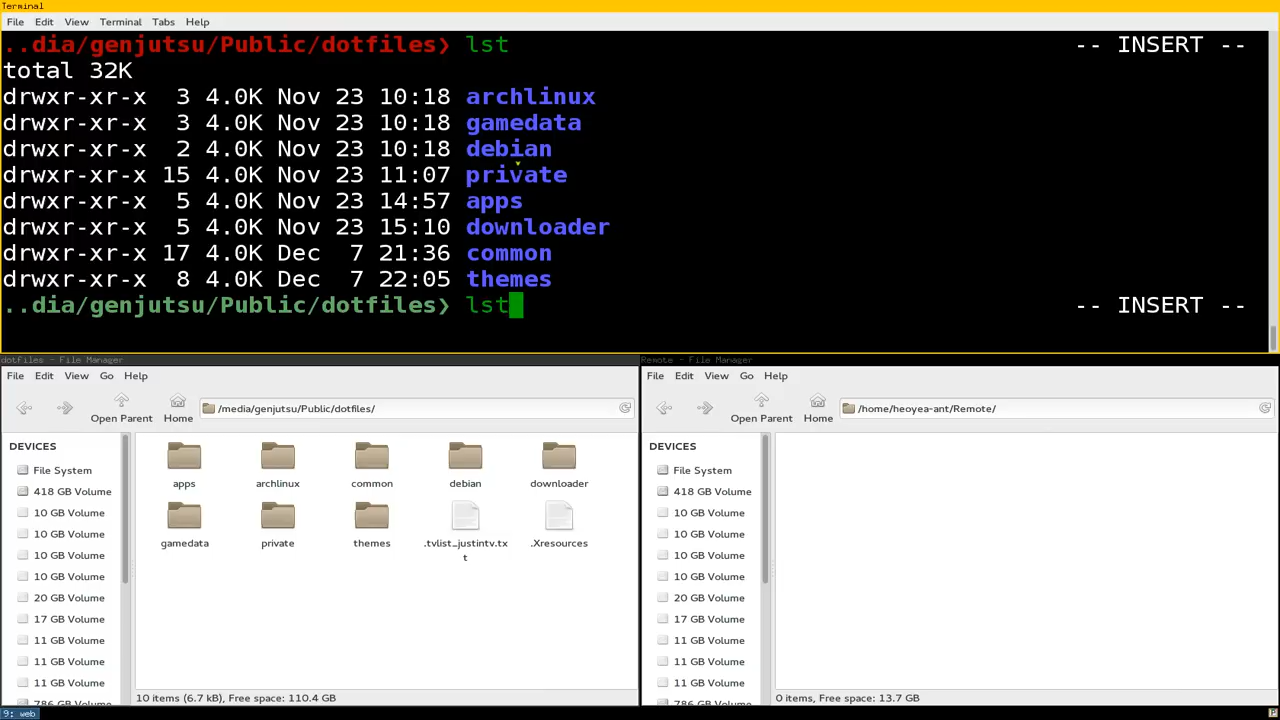 Terminal
File Edit View Terminal Tabs Help
..dia/genjutsu/Public/dotfiles❯ lst -- INSERT --
total 32K
drwxr-xr-x 3 4.0K Nov 23 10:18 archlinux
drwxr-xr-x 3 4.0K Nov 23 10:18 gamedata
drwxr-xr-x 2 4.0K Nov 23 10:18 debian
drwxr-xr-x 15 4.0K Nov 23 11:07 private
drwxr-xr-x 5 4.0K Nov 23 14:57 apps
drwxr-xr-x 5 4.0K Nov 23 15:10 downloader
drwxr-xr-x 17 4.0K Dec 7 21:36 common
drwxr-xr-x 8 4.0K Dec 7 22:05 themes
..dia/genjutsu/Public/dotfiles❯ lst -- INSERT --
dotfiles - File Manager
File Edit View Go Help
Open Parent Home /media/genjutsu/Public/dotfiles/
DEVICES
File System
418 GB Volume
10 GB Volume
10 GB Volume
10 GB Volume
10 GB Volume
20 GB Volume
17 GB Volume
11 GB Volume
11 GB Volume
11 GB Volume
786 GB Volume
apps archlinux common debian downloader
gamedata private themes .tvlist_justintv.tx .Xresources
t
10 items (6.7 kB), Free space: 110.4 GB
Remote - File Manager
File Edit View Go Help
Open Parent Home /home/heoyea-ant/Remote/
DEVICES
File System
418 GB Volume
10 GB Volume
10 GB Volume
10 GB Volume
10 GB Volume
20 GB Volume
17 GB Volume
11 GB Volume
11 GB Volume
11 GB Volume
786 GB Volume
0 items, Free space: 13.7 GB
9: web
P